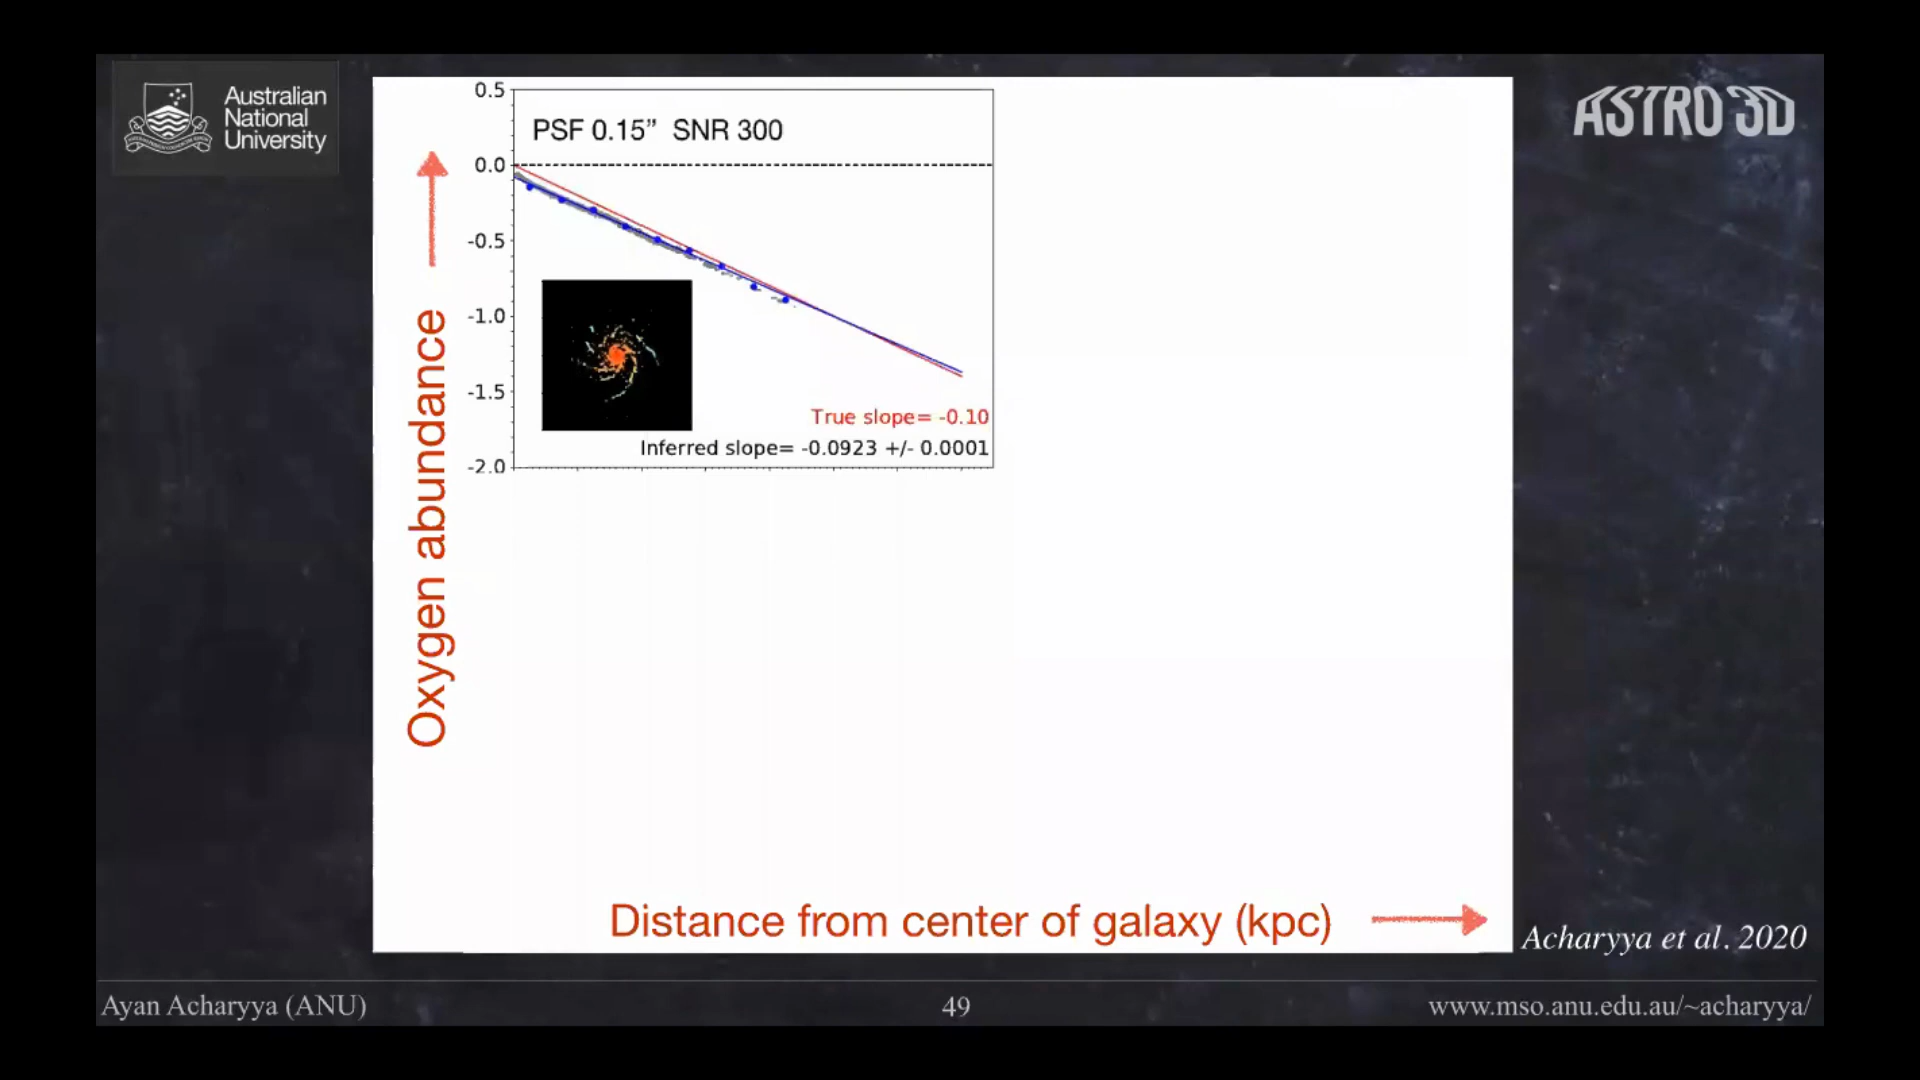 Australian
National
University
ASTRO 3D
0.5
0.0
-0.5
-1.0
-1.5
-2.0
PSF 0.15” SNR 300
True slope= -0.10
Inferred slope= -0.0923 +/- 0.0001
Oxygen abundance
Distance from center of galaxy (kpc)
Acharyya et al. 2020
Ayan Acharyya (ANU)
49
www.mso.anu.edu.au/~acharyya/